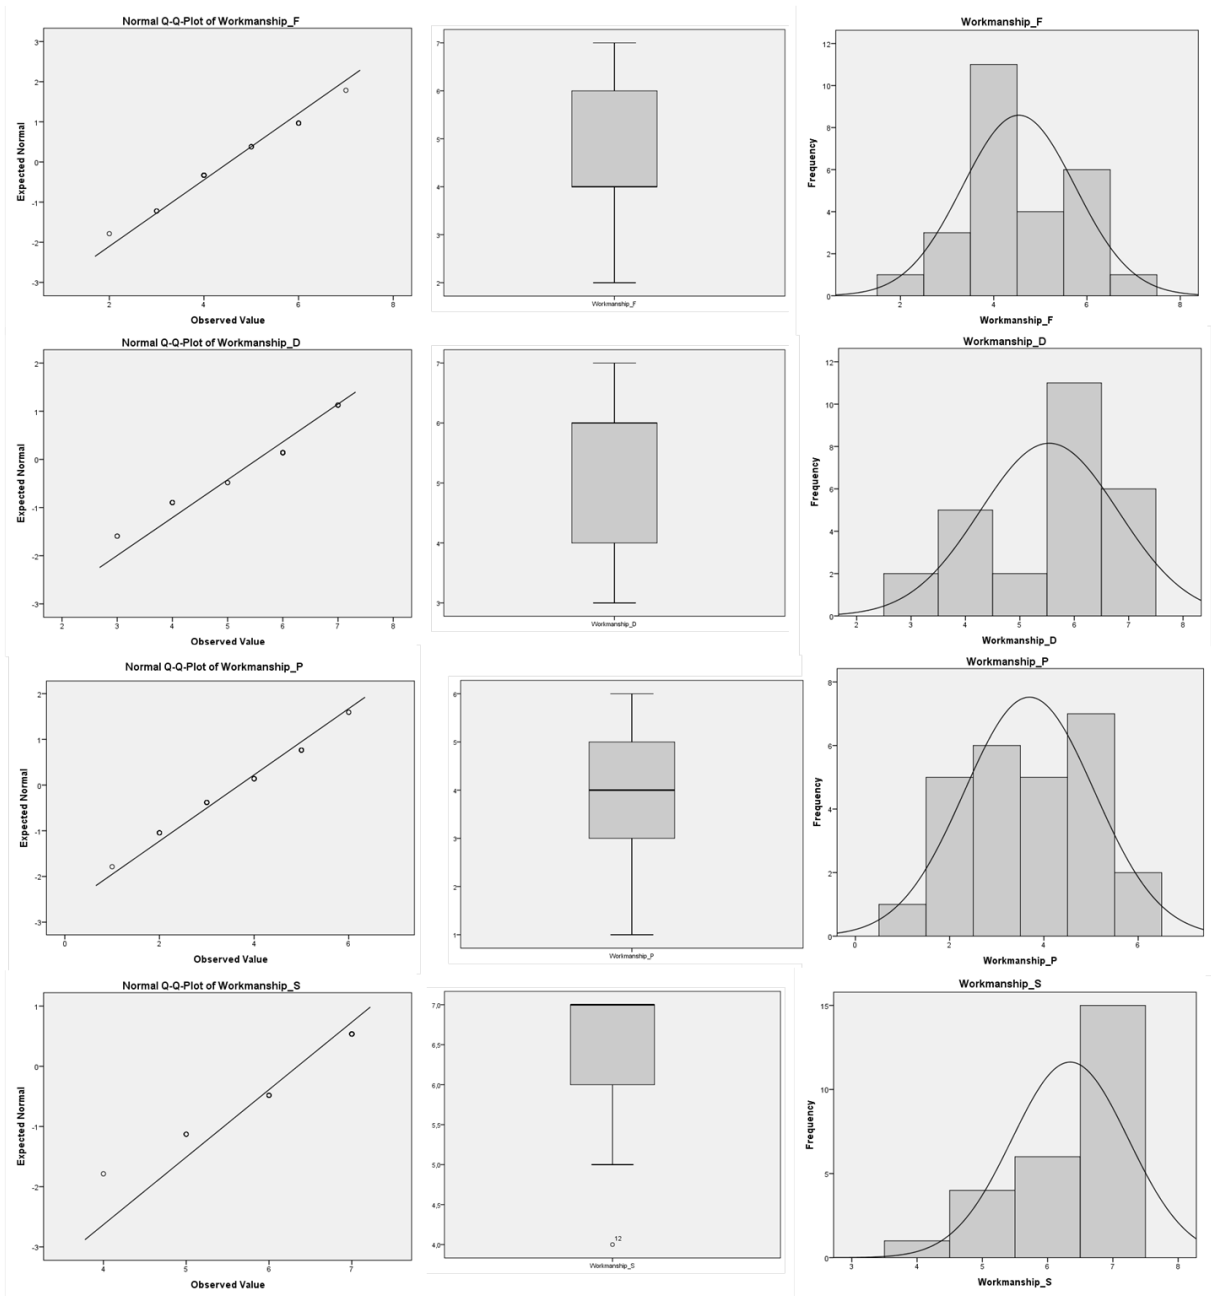 Normal Q-Q-Plot of Workmanship_F
Expected Normal
3
2
1
0
-1
-2
-3
2 4 6 8
Observed Value
7
6
5
4
3
2
Workmanship_F
Workmanship_F
Frequency
12
10
8
6
4
2
0
2 4 6 8
Workmanship_F
Normal Q-Q-Plot of Workmanship_D
Expected Normal
2
1
0
-1
-2
-3
2 3 4 5 6 7 8
Observed Value
7
6
5
4
3
Workmanship_D
Workmanship_D
Frequency
12
10
8
6
4
2
0
2 3 4 5 6 7 8
Workmanship_D
Normal Q-Q-Plot of Workmanship_P
Expected Normal
2
1
0
-1
-2
-3
0 2 4 6
Observed Value
6
5
4
3
2
1
Workmanship_P
Workmanship_P
Frequency
8
6
4
2
0
0 2 4 6
Workmanship_P
Normal Q-Q-Plot of Workmanship_S
Expected Normal
1
0
-1
-2
-3
4 5 6 7
Observed Value
7,0
6,5
6,0
5,5
5,0
4,5
4,0
12
Workmanship_S
Workmanship_S
Frequency
15
10
5
0
3 4 5 6 7 8
Workmanship_S